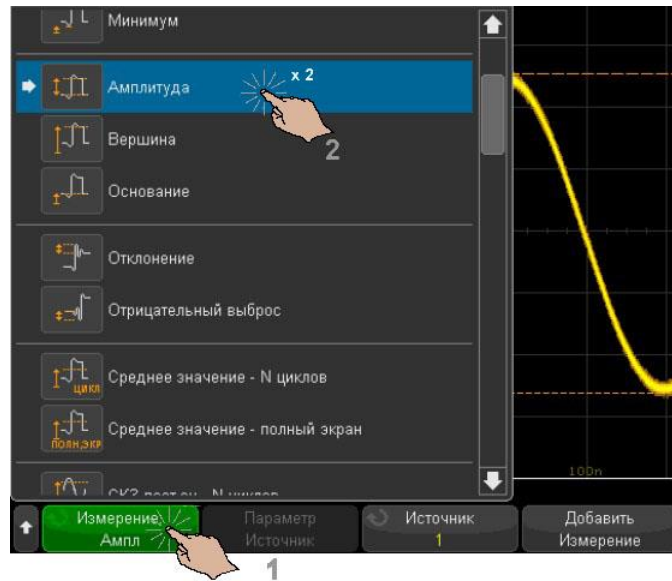 Минимум
Амплитуда
x 2
2
Вершина
Основание
Отклонение
Отрицательный выброс
Среднее значение - N циклов
цикл
Среднее значение - полный экран
полн,экр
100n
Измерение
Ампл
Параметр
Источник
Источник
1
Добавить
Измерение
1